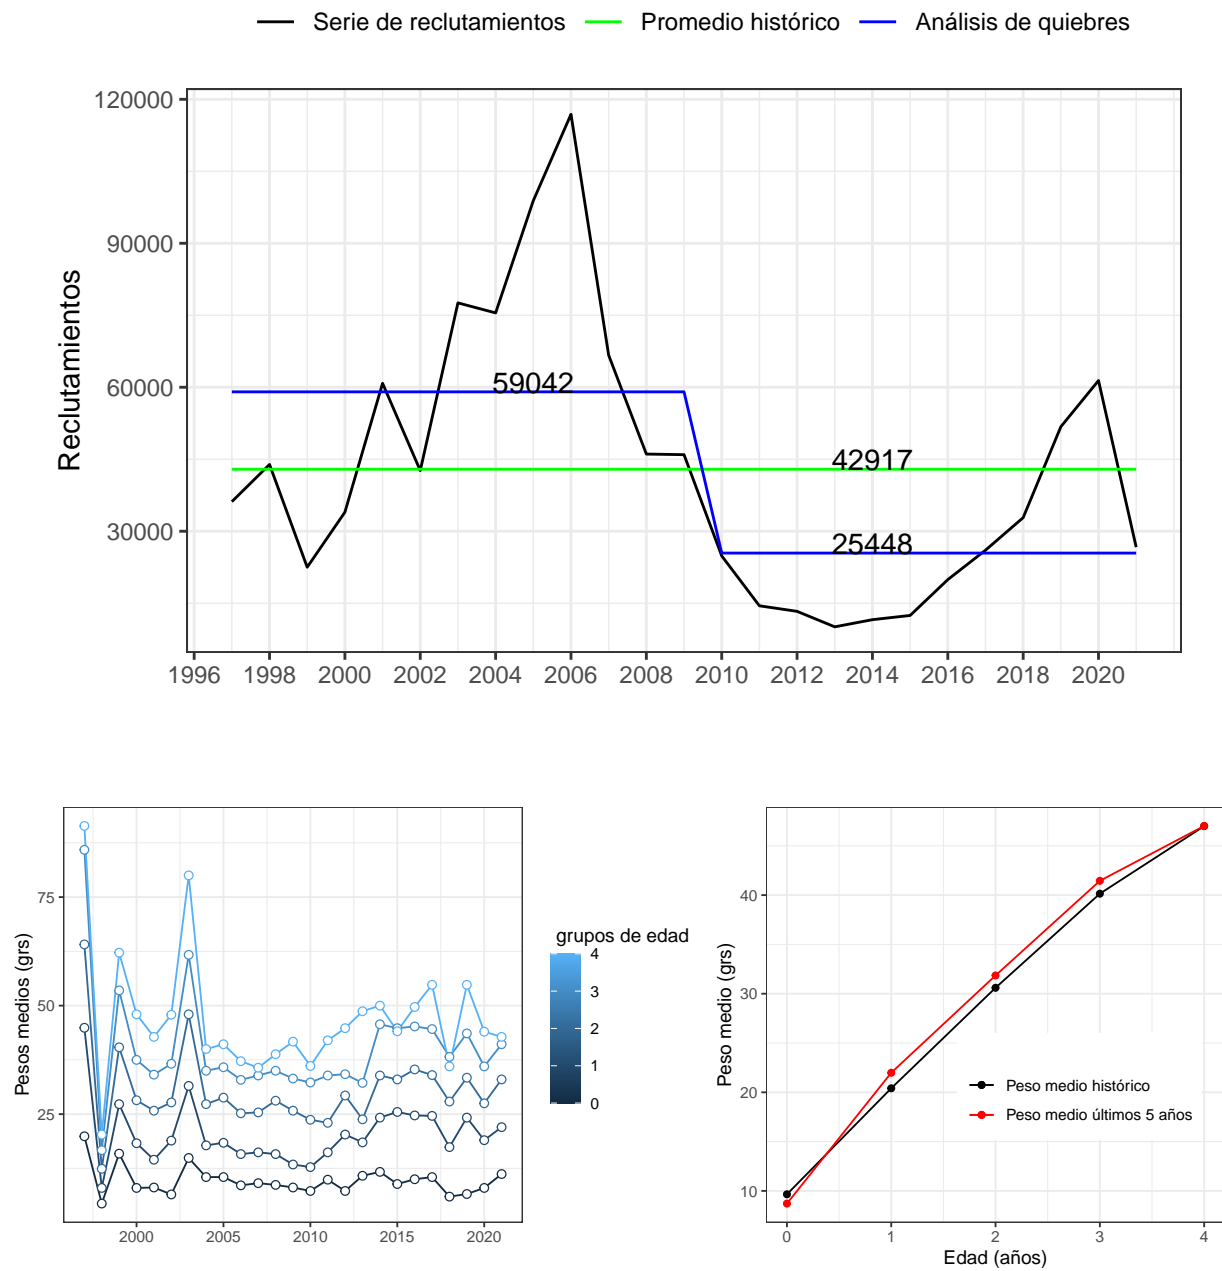 Serie de reclutamientos Promedio histórico Análisis de quiebres
Reclutamientos
120000
90000
60000
30000
59042
42917
25448
1996 1998 2000 2002 2004 2006 2008 2010 2012 2014 2016 2018 2020
Pesos medios (grs)
75
50
25
2000 2005 2010 2015 2020
grupos de edad
4
3
2
1
0
Peso medio (grs)
40
30
20
10
Peso medio histórico
Peso medio últimos 5 años
0 1 2 3 4
Edad (años)